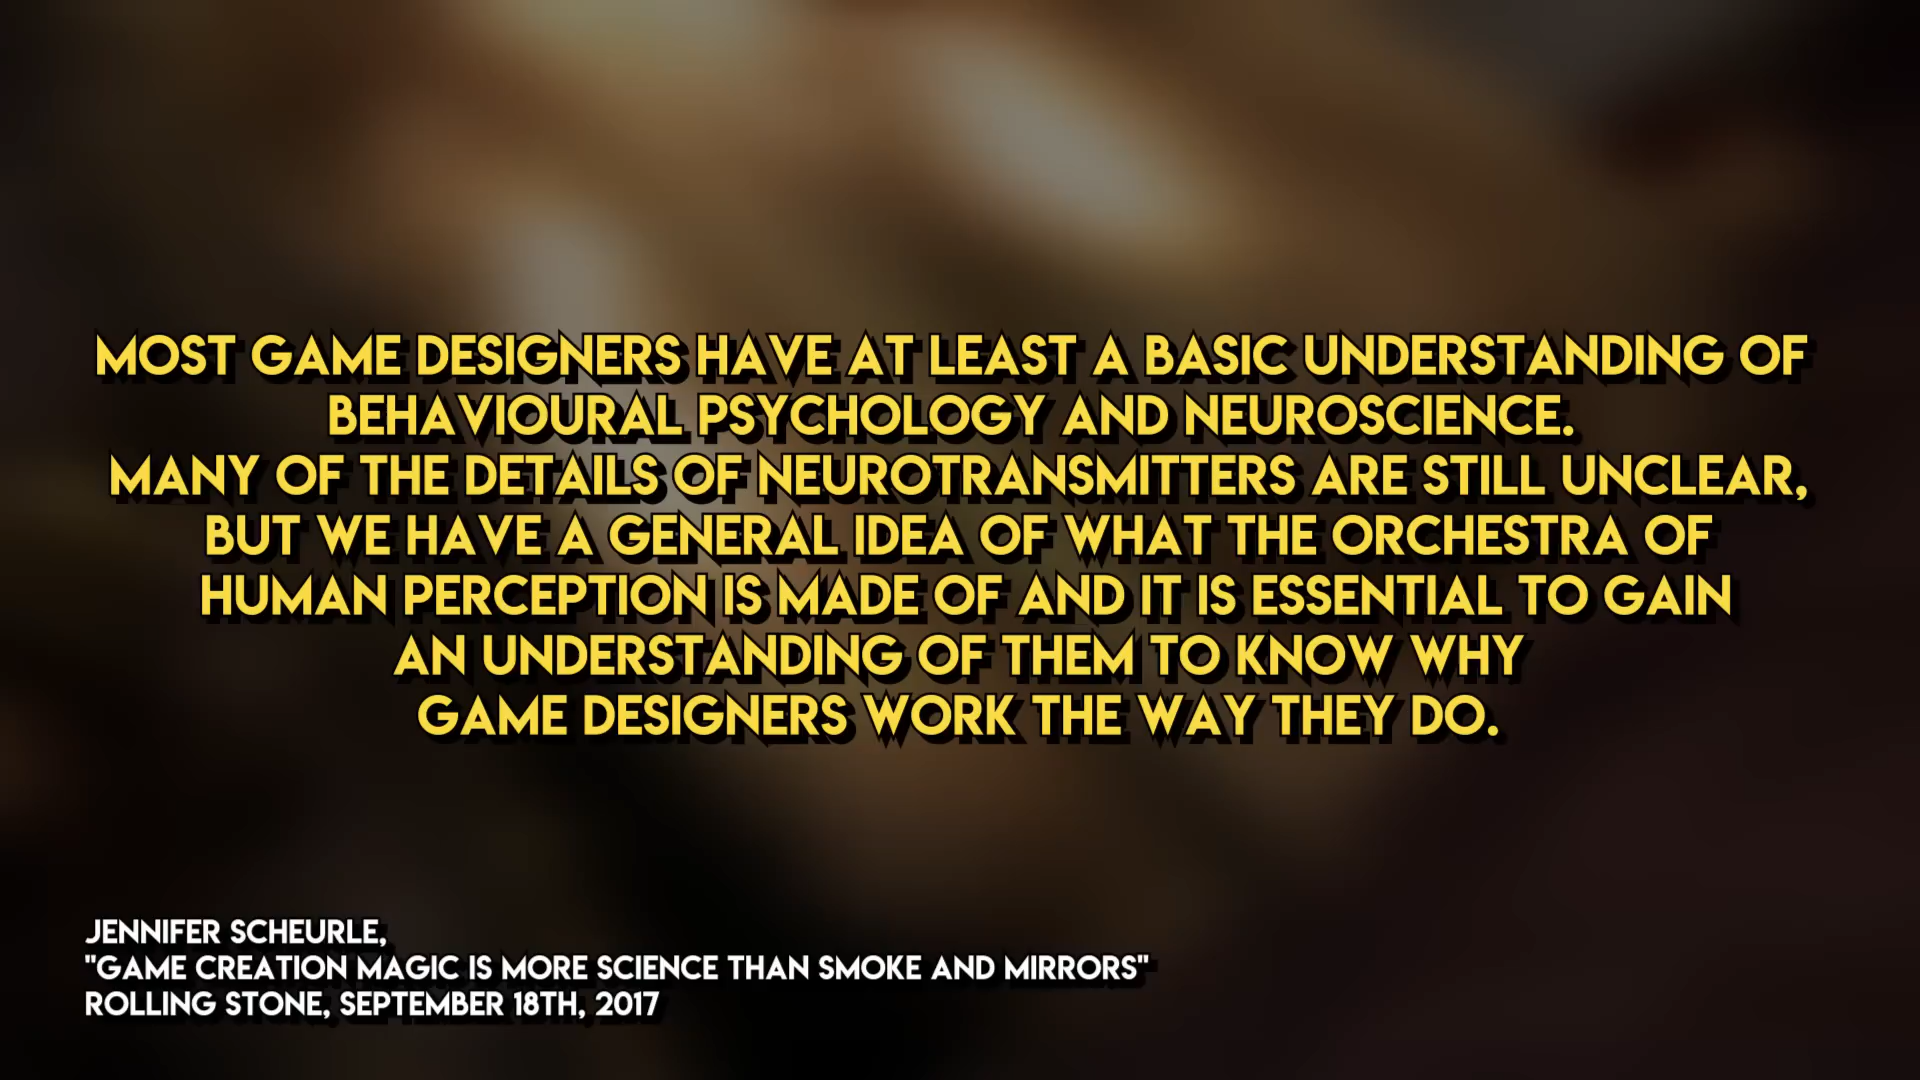 MOST GAME DESIGNERS HAVE AT LEAST A BASIC UNDERSTANDING OF
BEHAVIOURAL PSYCHOLOGY AND NEUROSCIENCE.
MANY OF THE DETAILS OF NEUROTRANSMITTERS ARE STILL UNCLEAR,
BUT WE HAVE A GENERAL IDEA OF WHAT THE ORCHESTRA OF
HUMAN PERCEPTION IS MADE OF AND IT IS ESSENTIAL TO GAIN
AN UNDERSTANDING OF THEM TO KNOW WHY
GAME DESIGNERS WORK THE WAY THEY DO.
JENNIFER SCHEURLE,
"GAME CREATION MAGIC IS MORE SCIENCE THAN SMOKE AND MIRRORS"
ROLLING STONE, SEPTEMBER 18TH, 2017